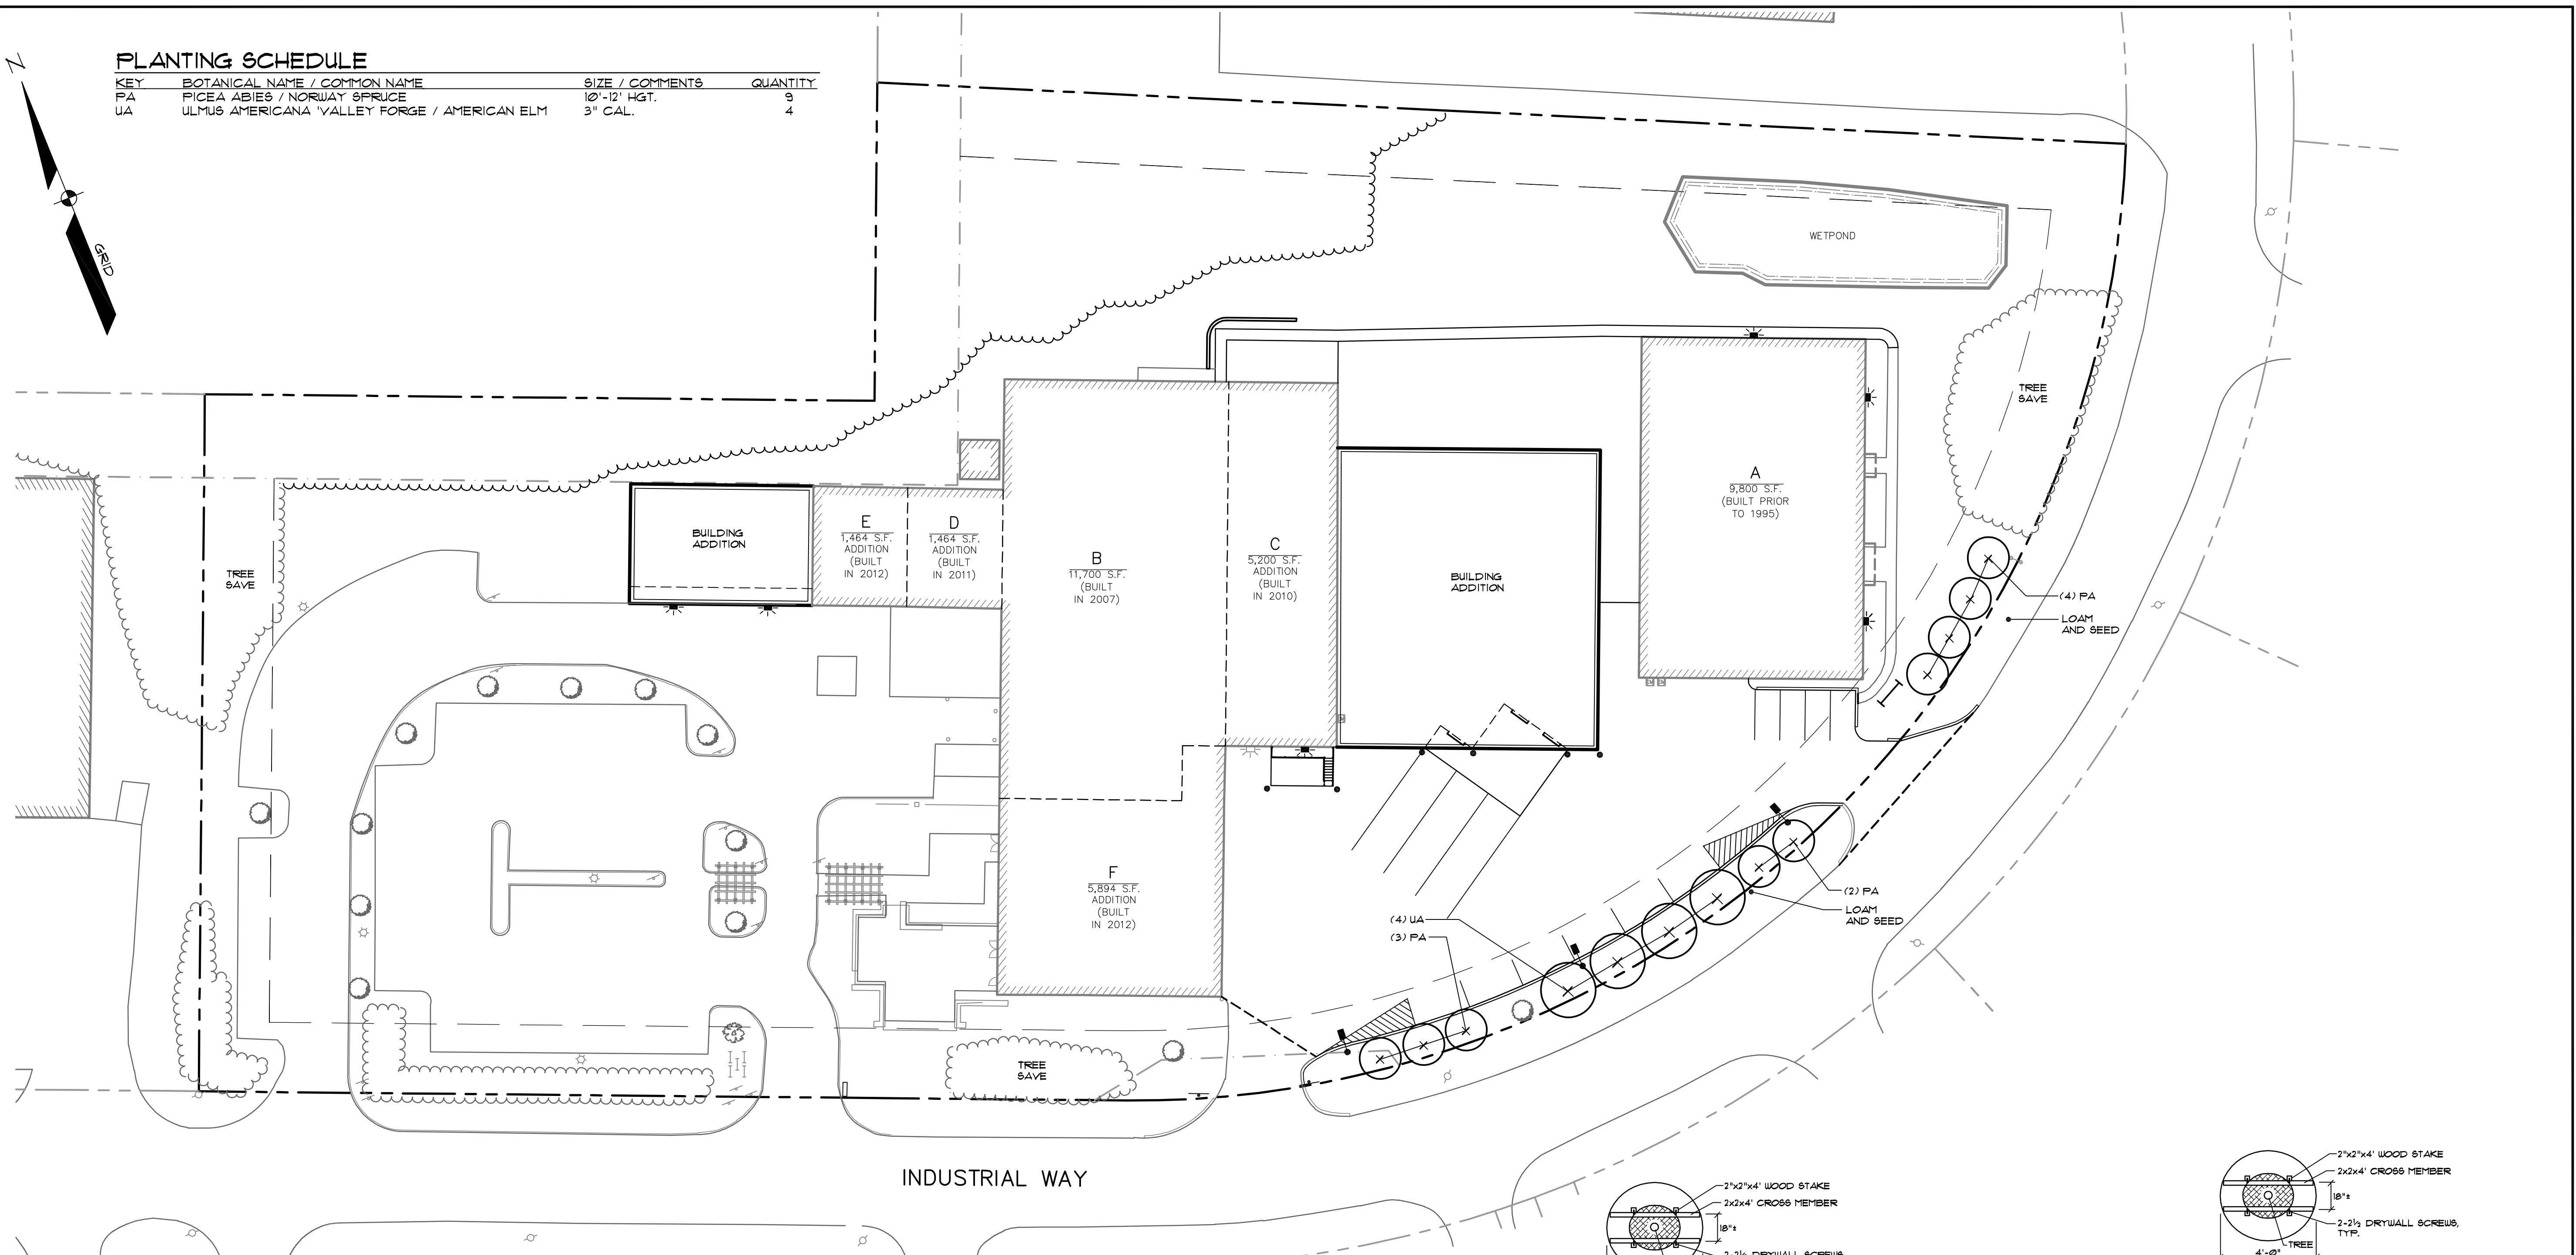 PLANTING SCHEDULE
KEY BOTANICAL NAME / COMMON NAME SIZE / COMMENTS QUANTITY
PA PICEA ABIES / NORWAY SPRUCE 10'-12' HGT. 9
UA ULMUS AMERICANA 'VALLEY FORGE / AMERICAN ELM 3" CAL. 4
N
GRID
WETPOND
TREE
SAVE
A
9,800 S.F.
(BUILT PRIOR
TO 1995)
BUILDING
ADDITION
E
1,464 S.F.
ADDITION
(BUILT
IN 2012)
D
1,464 S.F.
ADDITION
(BUILT
IN 2011)
B
11,700 S.F.
(BUILT
IN 2007)
C
5,200 S.F.
ADDITION
(BUILT
IN 2010)
BUILDING
ADDITION
TREE
SAVE
(4) PA
LOAM
AND SEED
F
5,894 S.F.
ADDITION
(BUILT
IN 2012)
(2) PA
LOAM
AND SEED
(4) UA
(3) PA
TREE
SAVE
INDUSTRIAL WAY
2"x2"x4' WOOD STAKE
2x2x4' CROSS MEMBER
18"±
2-2½ DRYWALL SCREWS
2"x2"x4' WOOD STAKE
2x2x4' CROSS MEMBER
18"±
2-2½ DRYWALL SCREWS,
TYP.
TREE
4'-0"